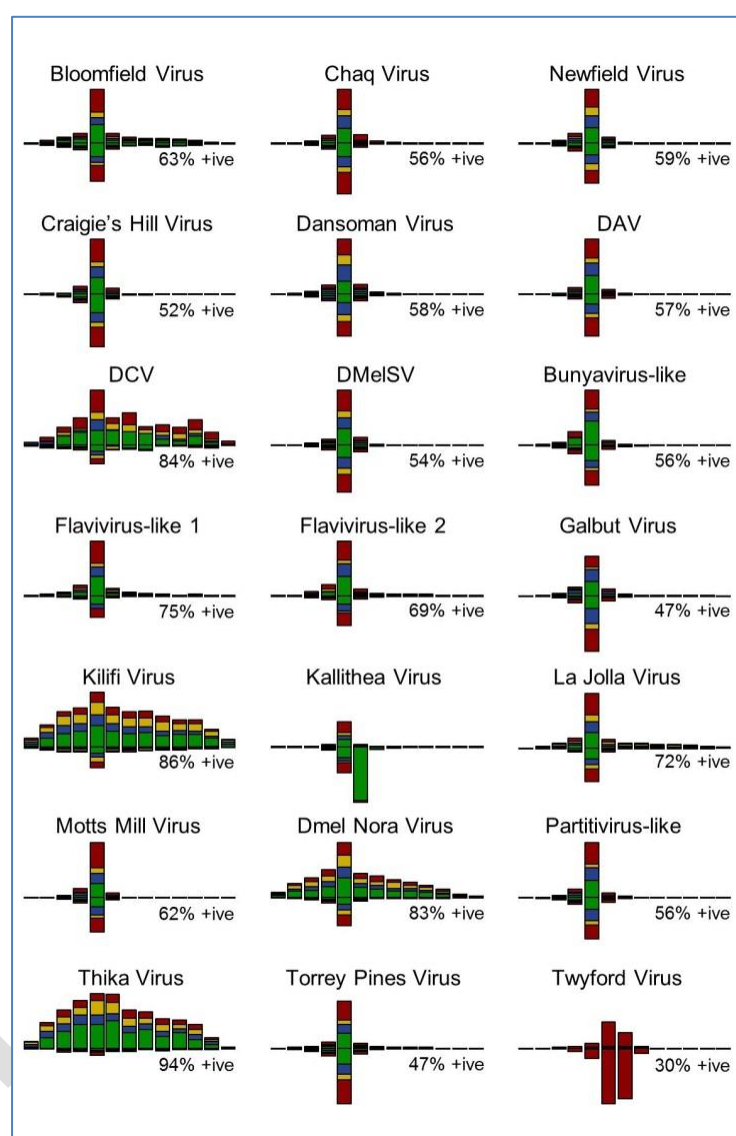 Bloomfield Virus Chaq Virus Newfield Virus
63% +ive 56% +ive 59% +ive
Craigie's Hill Virus Dansoman Virus DAV
52% +ive 58% +ive 57% +ive
DCV DMelSV Bunyavirus-like
84% +ive 54% +ive 56% +ive
Flavivirus-like 1 Flavivirus-like 2 Galbut Virus
75% +ive 69% +ive 47% +ive
Kilifi Virus Kallithea Virus La Jolla Virus
86% +ive 72% +ive
Motts Mill Virus Dmel Nora Virus Partitivirus-like
62% +ive 83% +ive 56% +ive
Thika Virus Torrey Pines Virus Twyford Virus
94% +ive 47% +ive 30% +ive